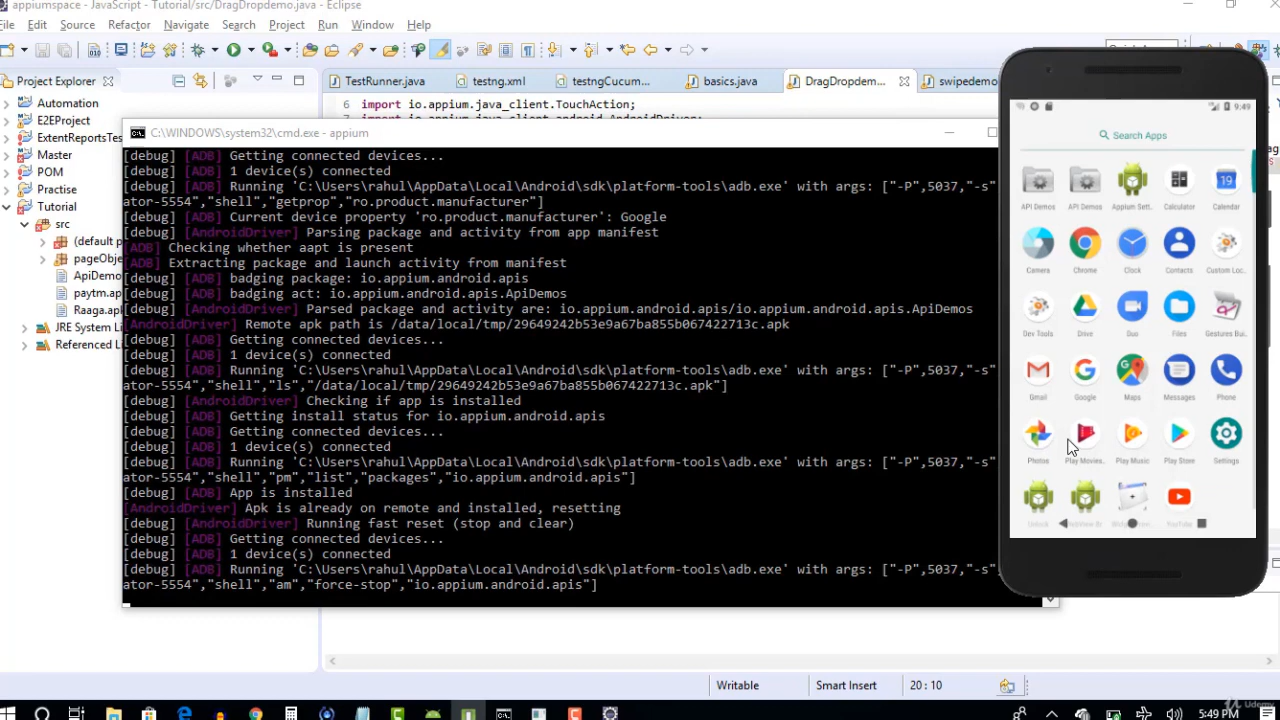 appiumspace - JavaScript - Tutorial/src/DragDropdemo.java - Eclipse
File Edit Source Refactor Navigate Search Project Run Window Help
Project Explorer
TestRunner.java testng.xml testngCucum... basics.java DragDropdem... swipedemo
6 import io.appium.java_client.TouchAction;
Automation
E2EProject
ExtentReportsTes
Master
POM
Practise
Tutorial
src
(default p
pageObje
ApiDemo
paytm.ap
Raaga.apk
JRE System Li
Referenced Li
C:\WINDOWS\system32\cmd.exe - appium
[debug] [ADB] Getting connected devices...
[debug] [ADB] 1 device(s) connected
[debug] [ADB] Running 'C:\Users\rahul\AppData\Local\Android\sdk\platform-tools\adb.exe' with args: ["-P",5037,"-s"
ator-5554","shell","getprop","ro.product.manufacturer"]
[debug] [ADB] Current device property 'ro.product.manufacturer': Google
[debug] [AndroidDriver] Parsing package and activity from app manifest
[ADB] Checking whether aapt is present
[ADB] Extracting package and launch activity from manifest
[debug] [ADB] badging package: io.appium.android.apis
[debug] [ADB] badging act: io.appium.android.apis.ApiDemos
[debug] [AndroidDriver] Parsed package and activity are: io.appium.android.apis/io.appium.android.apis.ApiDemos
[AndroidDriver] Remote apk path is /data/local/tmp/29649242b53e9a67ba855b067422713c.apk
[debug] [ADB] Getting connected devices...
[debug] [ADB] 1 device(s) connected
[debug] [ADB] Running 'C:\Users\rahul\AppData\Local\Android\sdk\platform-tools\adb.exe' with args: ["-P",5037,"-s"
ator-5554","shell","ls","/data/local/tmp/29649242b53e9a67ba855b067422713c.apk"]
[debug] [ADB] Checking if app is installed
[debug] [ADB] Getting install status for io.appium.android.apis
[debug] [ADB] Getting connected devices...
[debug] [ADB] 1 device(s) connected
[debug] [ADB] Running 'C:\Users\rahul\AppData\Local\Android\sdk\platform-tools\adb.exe' with args: ["-P",5037,"-s"
ator-5554","shell","pm","list","packages","io.appium.android.apis"]
[debug] [ADB] App is installed
[AndroidDriver] Apk is already on remote and installed, resetting
[debug] [AndroidDriver] Running fast reset (stop and clear)
[debug] [ADB] Getting connected devices...
[debug] [ADB] 1 device(s) connected
[debug] [ADB] Running 'C:\Users\rahul\AppData\Local\Android\sdk\platform-tools\adb.exe' with args: ["-P",5037,"-s"
ator-5554","shell","am","force-stop","io.appium.android.apis"]
9:49
Search Apps
API Demos API Demos Appium Sett.. Calculator Calendar
Camera Chrome Clock Contacts Custom Loc..
Dev Tools Drive Duo Files Gestures Bui..
Gmail Google Maps Messages Phone
Photos Play Movies.. Play Music Play Store Settings
Unlock YouTube
Writable Smart Insert 20 : 10
Udemy
5:49 PM